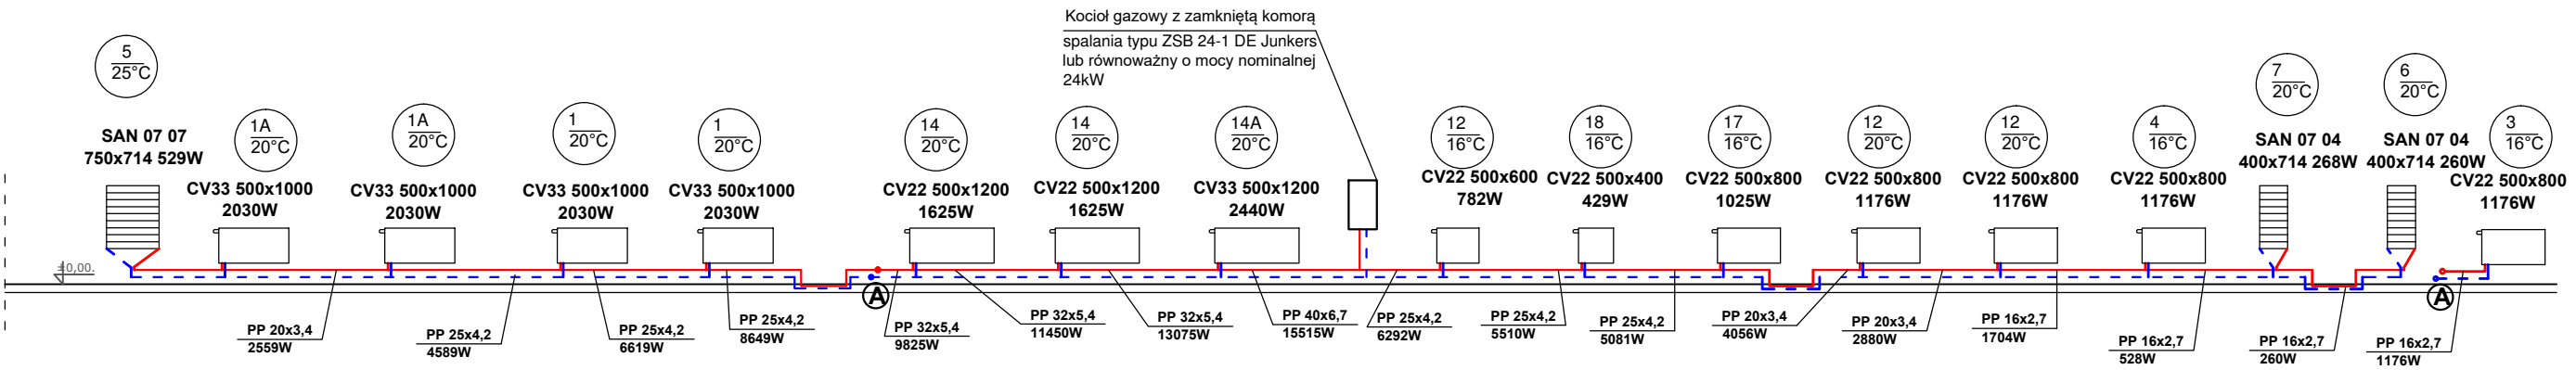 Kocioł gazowy z zamkniętą komorą
spalania typu ZSB 24-1 DE Junkers
lub równoważny o mocy nominalnej
24kW
5
25°C
SAN 07 07
750x714 529W
1A
20°C
CV33 500x1000
2030W
1A
20°C
CV33 500x1000
2030W
1
20°C
CV33 500x1000
2030W
1
20°C
CV33 500x1000
2030W
14
20°C
CV22 500x1200
1625W
14
20°C
CV22 500x1200
1625W
14A
20°C
CV33 500x1200
2440W
12
16°C
CV22 500x600
782W
18
16°C
CV22 500x400
429W
17
16°C
CV22 500x800
1025W
12
20°C
CV22 500x800
1176W
12
20°C
CV22 500x800
1176W
4
16°C
CV22 500x800
1176W
7
20°C
SAN 07 04
400x714 268W
6
20°C
SAN 07 04
400x714 260W
3
16°C
CV22 500x800
1176W
±0,00.
A
A
PP 20x3,4
2559W
PP 25x4,2
4589W
PP 25x4,2
6619W
PP 25x4,2
8649W
PP 32x5,4
9825W
PP 32x5,4
11450W
PP 32x5,4
13075W
PP 40x6,7
15515W
PP 25x4,2
6292W
PP 25x4,2
5510W
PP 25x4,2
5081W
PP 20x3,4
4056W
PP 20x3,4
2880W
PP 16x2,7
1704W
PP 16x2,7
528W
PP 16x2,7
260W
PP 16x2,7
1176W